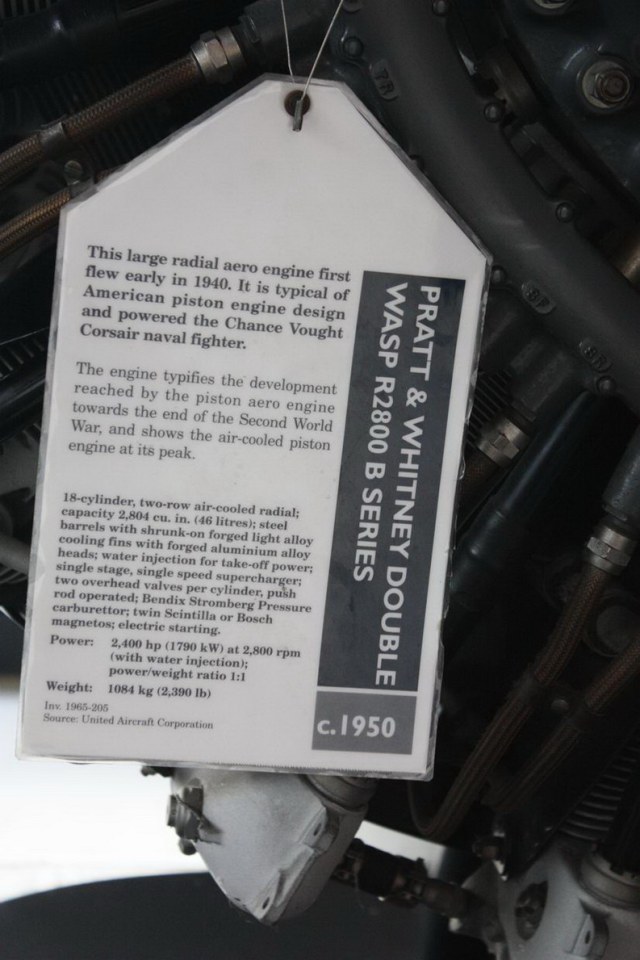 This large radial aero engine first
flew early in 1940. It is typical of
American piston engine design
and powered the Chance Vought
Corsair naval fighter.
The engine typifies the development
reached by the piston aero engine
towards the end of the Second World
War, and shows the air-cooled piston
engine at its peak.
18-cylinder, two-row air-cooled radial;
capacity 2,804 cu. in. (46 litres); steel
barrels with shrunk-on forged light alloy
cooling fins with forged aluminium alloy
heads; water injection for take-off power;
single stage, single speed supercharger;
two overhead valves per cylinder, push
rod operated; Bendix Stromberg Pressure
carburettor; twin Scintilla or Bosch
magnetos; electric starting.
Power: 2,400 hp (1790 kW) at 2,800 rpm
(with water injection);
power/weight ratio 1:1
Weight: 1084 kg (2,390 lb)
Inv. 1965-205
Source: United Aircraft Corporation
PRATT & WHITNEY DOUBLE
WASP R2800 B SERIES
c.1950
7R
8F
8R